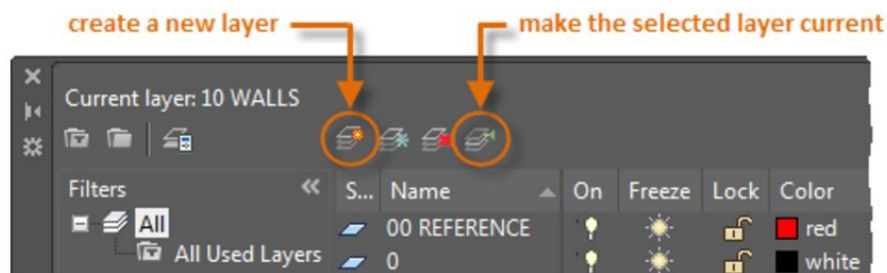 create a new layer
make the selected layer current
Current layer: 10 WALLS
Filters
S... Name On Freeze Lock Color
All
00 REFERENCE red
All Used Layers
0 white